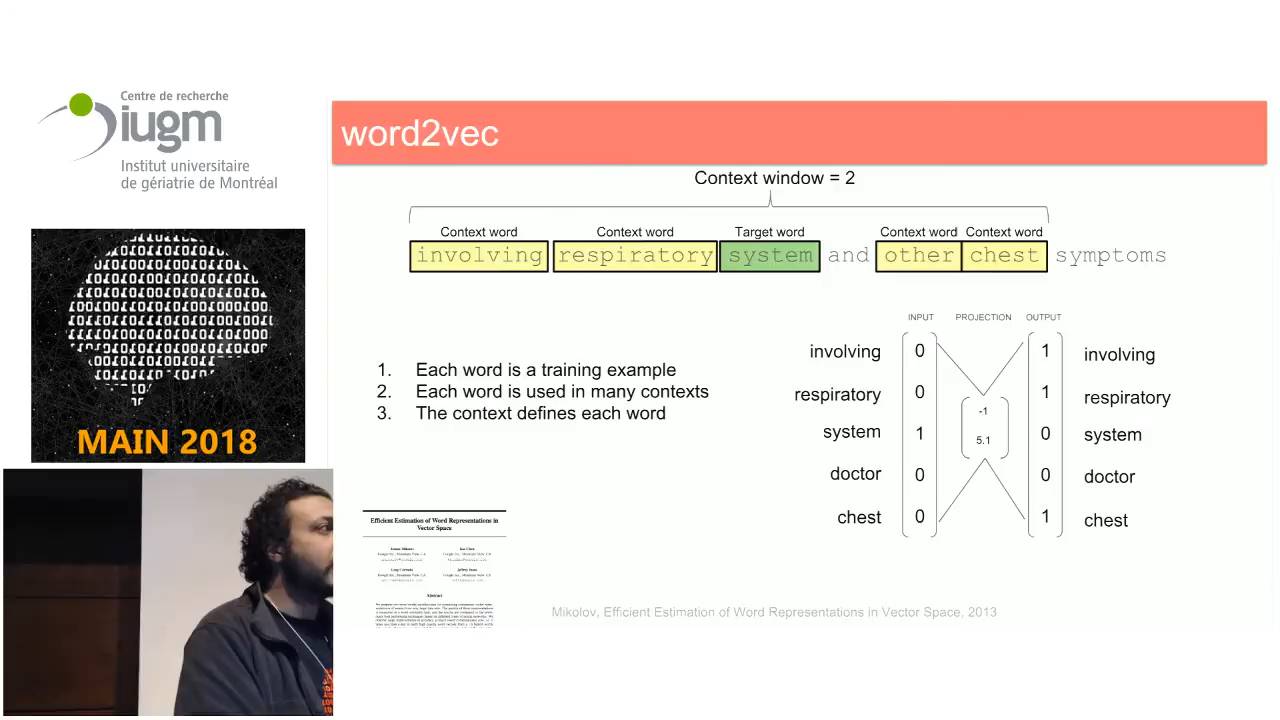 Centre de recherche
iugm
Institut universitaire
de gériatrie de Montréal
MAIN 2018
word2vec
Context window = 2
Context word Context word Target word Context word Context word
involving respiratory system and other chest symptoms
1. Each word is a training example
2. Each word is used in many contexts
3. The context defines each word
INPUT PROJECTION OUTPUT
involving 0 1 involving
respiratory 0 -1 1 respiratory
system 1 5.1 0 system
doctor 0 0 doctor
chest 0 1 chest
Efficient Estimation of Word Representations in
Vector Space
Abstract
Mikolov, Efficient Estimation of Word Representations in Vector Space, 2013